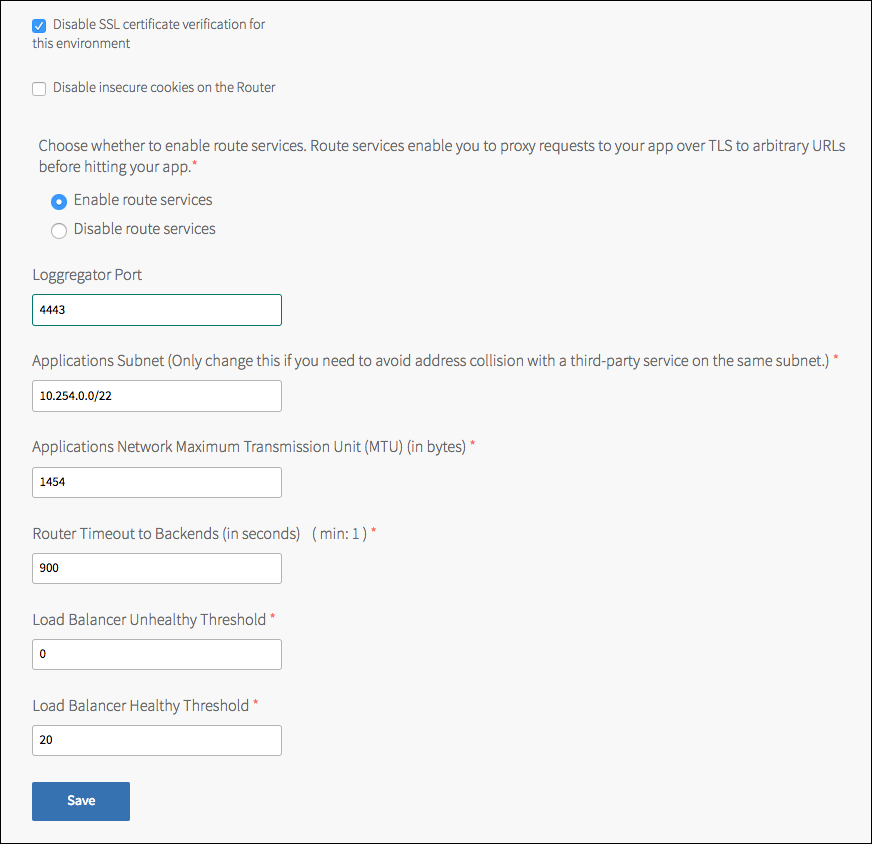 Disable SSL certificate verification for
this environment
Disable insecure cookies on the Router
Choose whether to enable route services. Route services enable you to proxy requests to your app over TLS to arbitrary URLs
before hitting your app.*
Enable route services
Disable route services
Loggregator Port
4443
Applications Subnet (Only change this if you need to avoid address collision with a third-party service on the same subnet.) *
10.254.0.0/22
Applications Network Maximum Transmission Unit (MTU) (in bytes) *
1454
Router Timeout to Backends (in seconds) ( min: 1 ) *
900
Load Balancer Unhealthy Threshold *
0
Load Balancer Healthy Threshold *
20
Save